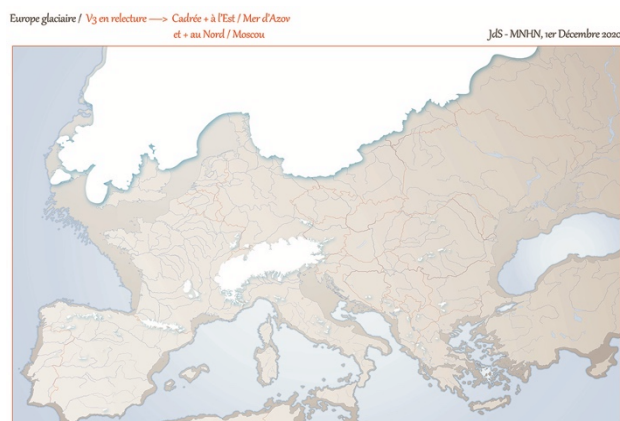 Europe glaciaire / V3 en relecture —> Cadrée + à l'Est / Mer d'Azov
et + au Nord / Moscou
JdS - MNHN, 1er Décembre 2020